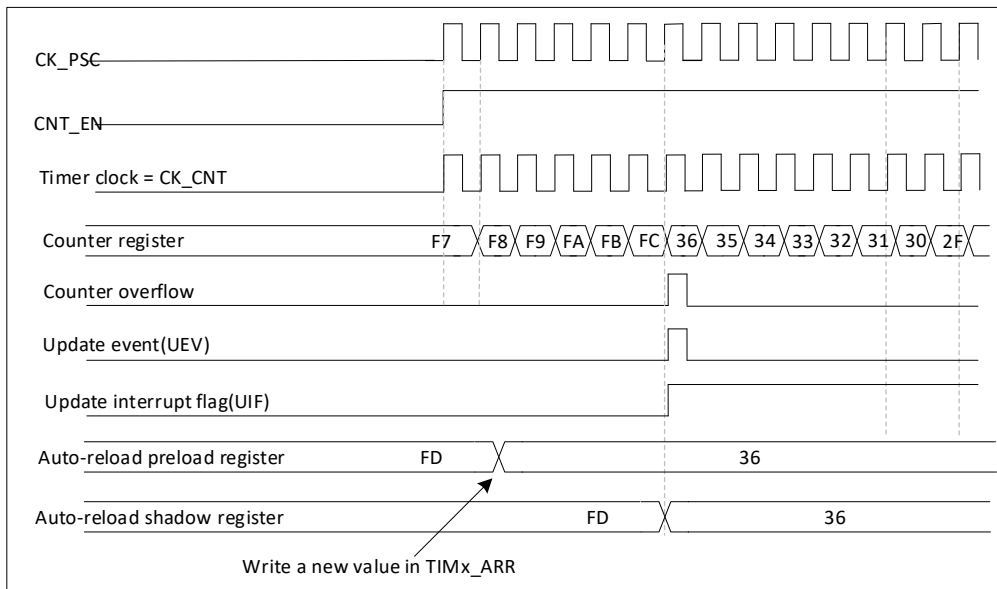 CK_PSC
CNT_EN
Timer clock = CK_CNT
Counter register F7 F8 F9 FA FB FC 36 35 34 33 32 31 30 2F
Counter overflow
Update event(UEV)
Update interrupt flag(UIF)
Auto-reload preload register FD 36
Auto-reload shadow register FD 36
Write a new value in TIMx_ARR